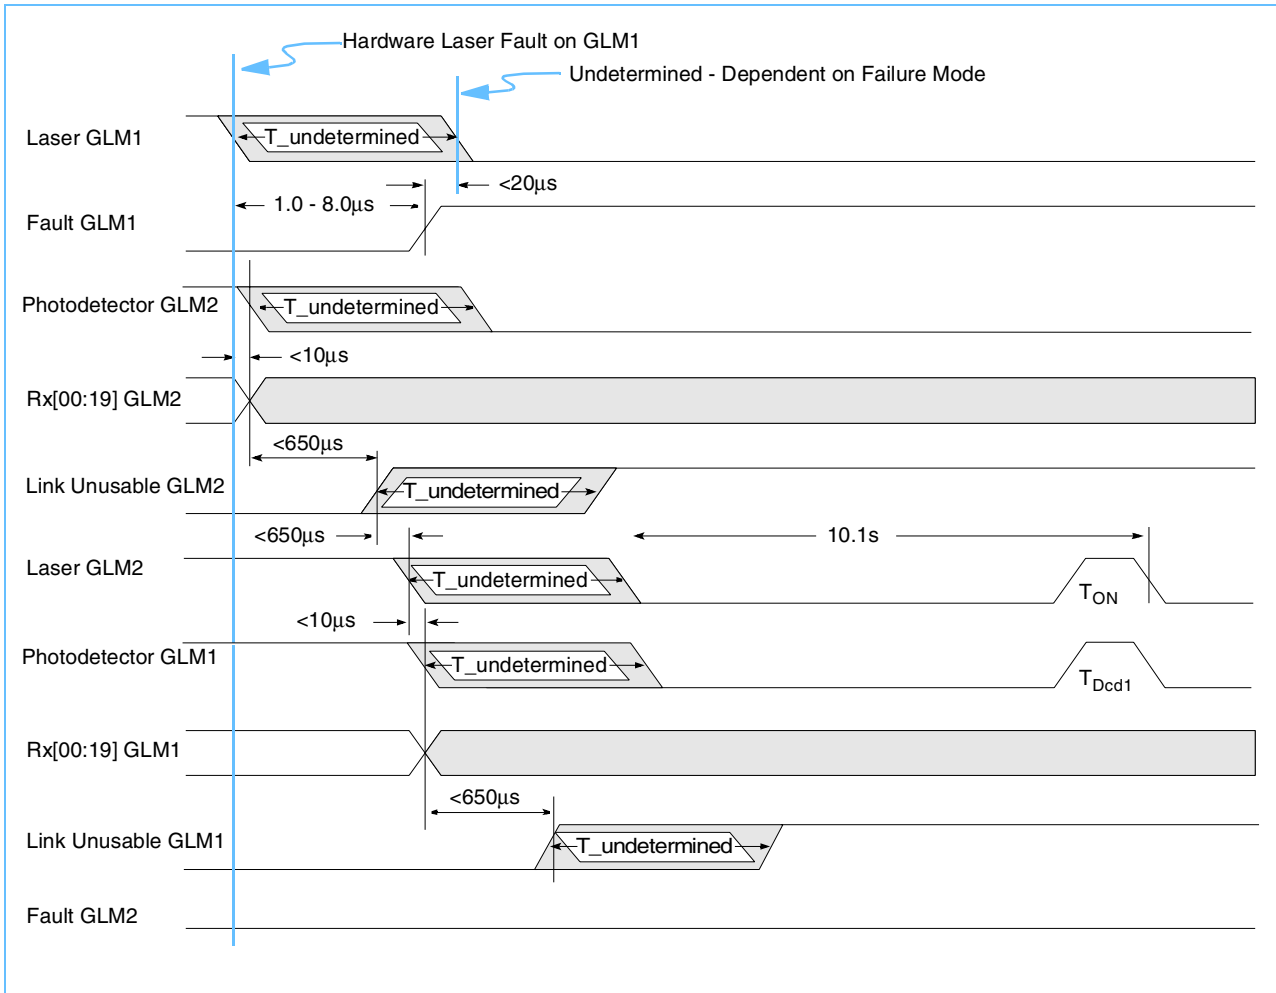 Hardware Laser Fault on GLM1
Undetermined - Dependent on Failure Mode
Laser GLM1
T_undetermined
<20μs
1.0 - 8.0μs
Fault GLM1
Photodetector GLM2
T_undetermined
<10μs
Rx[00:19] GLM2
<650μs
Link Unusable GLM2
T_undetermined
<650μs
10.1s
Laser GLM2
T_undetermined
TON
<10μs
Photodetector GLM1
T_undetermined
TDcd1
Rx[00:19] GLM1
<650μs
Link Unusable GLM1
T_undetermined
Fault GLM2